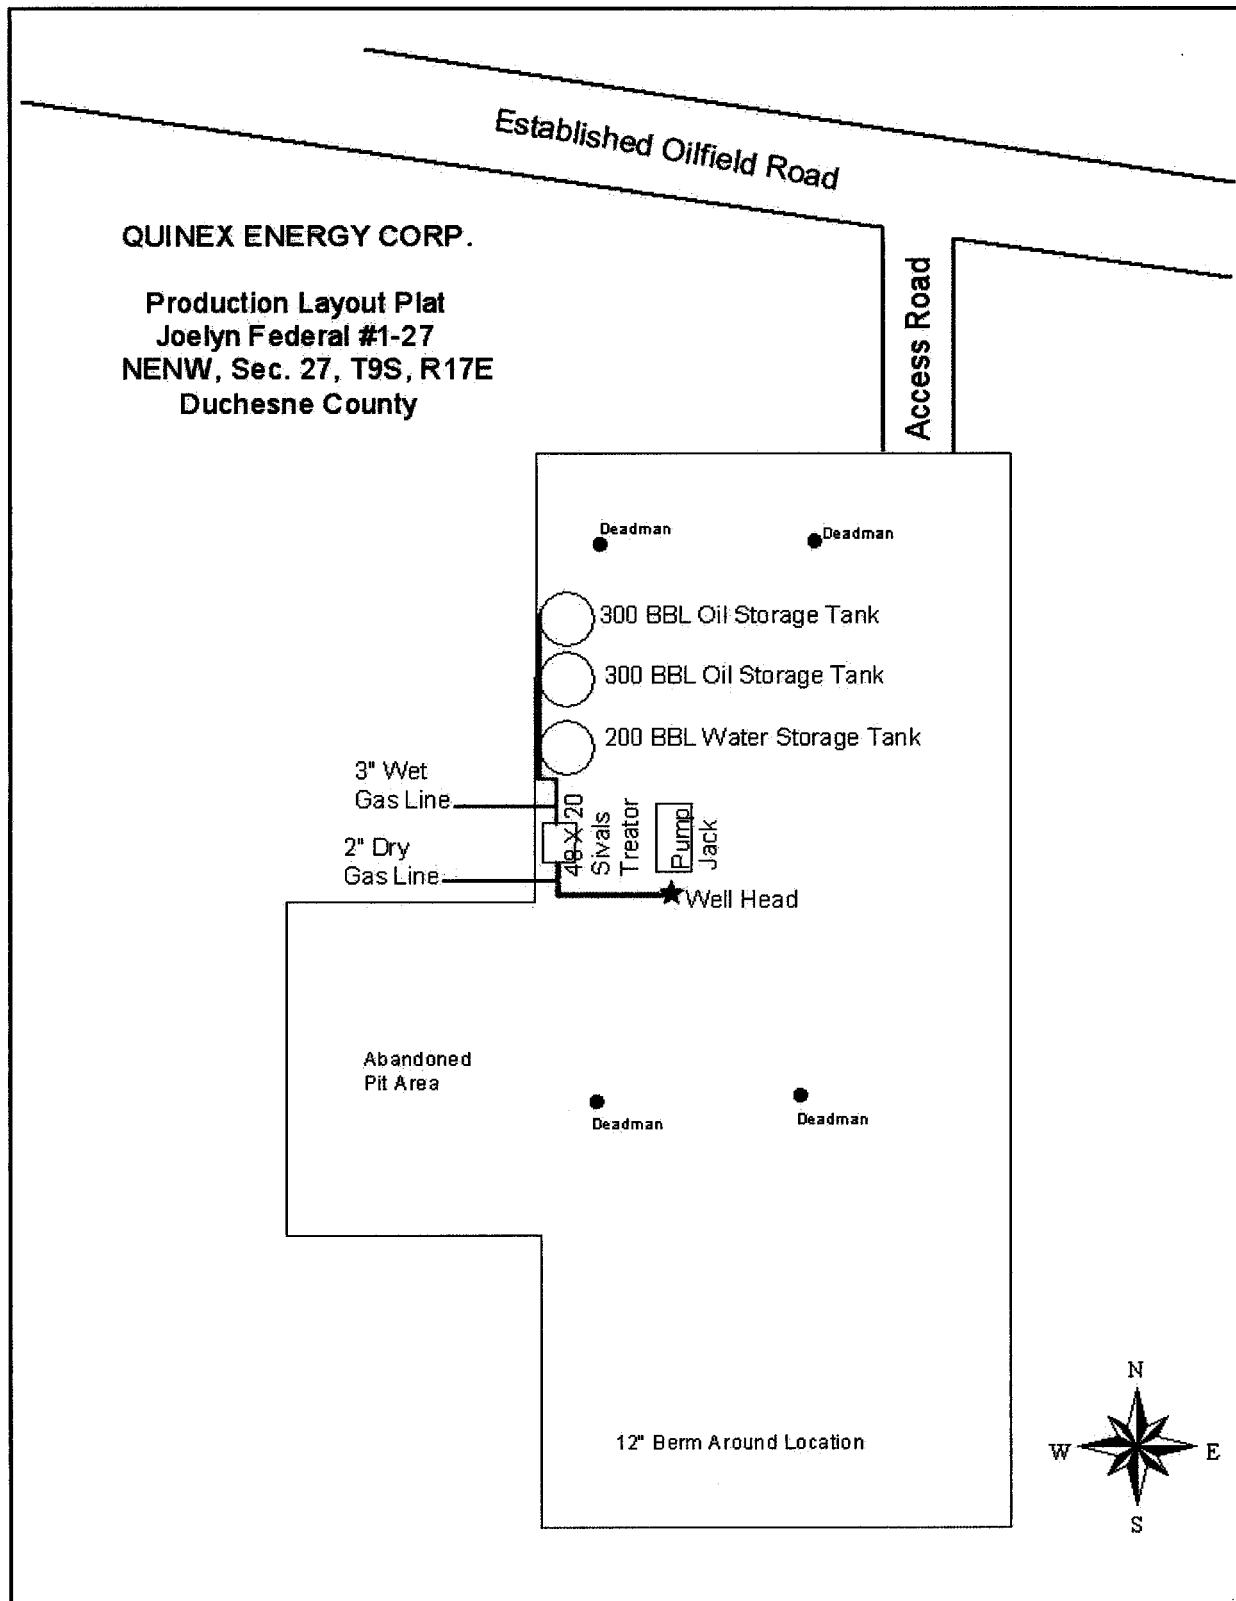 Established Oilfield Road
QUINEX ENERGY CORP.
Production Layout Plat
Joelyn Federal #1-27
NENW, Sec. 27, T9S, R17E
Duchesne County
Access Road
Deadman
Deadman
300 BBL Oil Storage Tank
300 BBL Oil Storage Tank
200 BBL Water Storage Tank
3" Wet
Gas Line
2" Dry
Gas Line
48 X 20
Sivals
Treator
Pump
Jack
Well Head
Abandoned
Pit Area
Deadman
Deadman
12" Berm Around Location
N
W
E
S